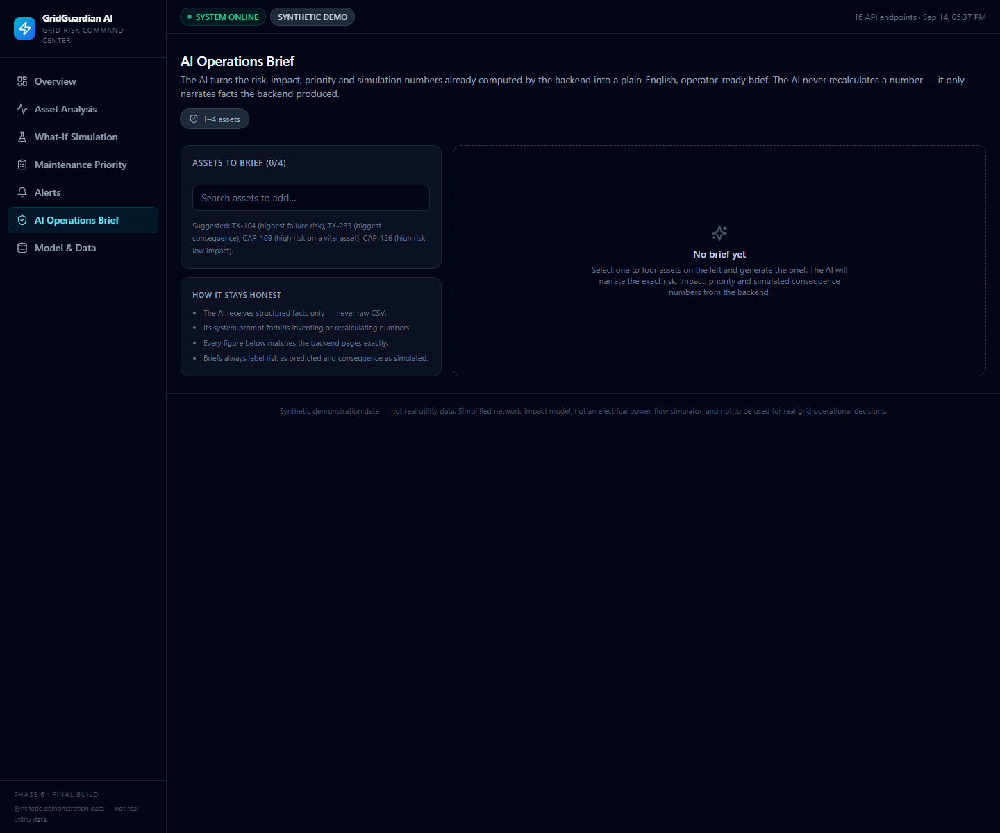 GridGuardian AI
GRID RISK COMMAND
CENTER
Overview
Asset Analysis
What-If Simulation
Maintenance Priority
Alerts
AI Operations Brief
Model & Data
PHASE 6 · FINAL BUILD
Synthetic demonstration data — not real
utility data.
SYSTEM ONLINE
SYNTHETIC DEMO
16 API endpoints · Sep 14, 05:37 PM
AI Operations Brief
The AI turns the risk, impact, priority and simulation numbers already computed by the backend into a plain-English, operator-ready brief. The AI never recalculates a number — it only
narrates facts the backend produced.
1–4 assets
ASSETS TO BRIEF (0/4)
Search assets to add...
Suggested: TX-104 (highest failure risk), TX-233 (biggest
consequence), CAP-109 (high risk on a vital asset), CAP-126 (high risk,
low impact).
HOW IT STAYS HONEST
The AI receives structured facts only — never raw CSV.
Its system prompt forbids inventing or recalculating numbers.
Every figure below matches the backend pages exactly.
Briefs always label risk as predicted and consequence as simulated.
No brief yet
Select one to four assets on the left and generate the brief. The AI will
narrate the exact risk, impact, priority and simulated consequence
numbers from the backend.
Synthetic demonstration data — not real utility data. Simplified network-impact model, not an electrical power-flow simulator, and not to be used for real grid operational decisions.